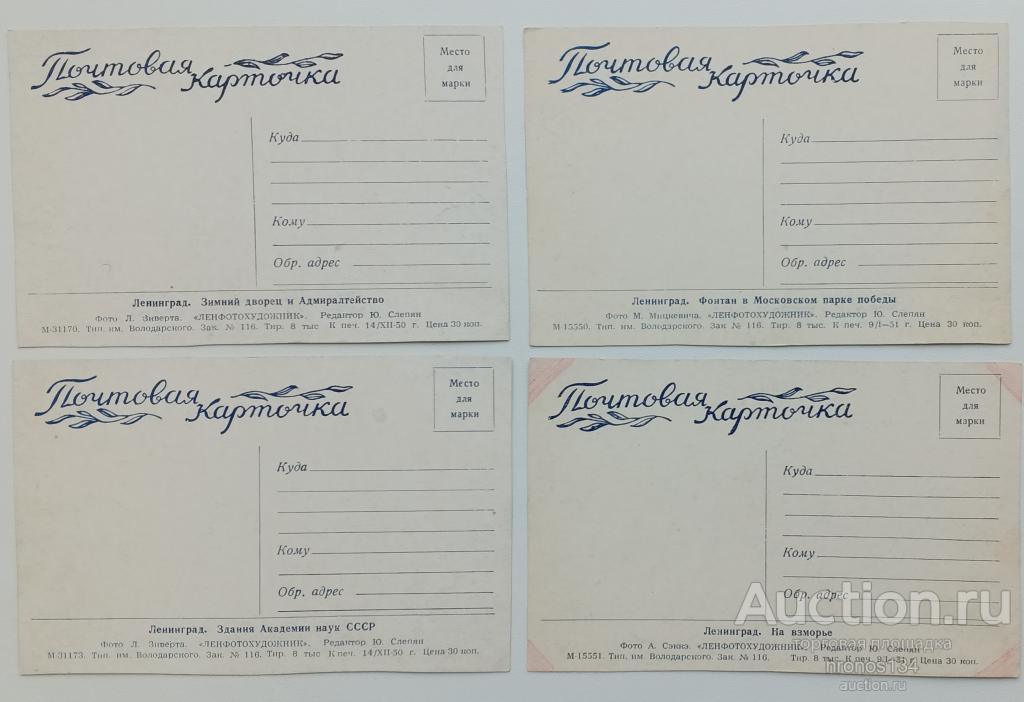 Почтовая
Карточка
Место
для
марки
Куда
Кому
Обр. адрес
Ленинград. Зимний дворец и Адмиралтейство
Фото Л. Зиверта. «ЛЕНФОТОХУДОЖНИК». Редактор Ю. Слепян
М-31170. Тип. им. Володарского. Зак. № 116. Тир. 8 тыс К печ. 14/XII-50 г. Цена 30 коп.
Почтовая
Карточка
Место
для
марки
Куда
Кому
Обр. адрес
Ленинград. Фонтан в Московском парке победы
Фото М. Мицкевича. «ЛЕНФОТОХУДОЖНИК». Редактор Ю. Слепян
М-15550. Тип. им. Володарского. Зак № 116. Тир. 8 тыс. К печ. 9/I—51 г. Цена 30 коп.
Почтовая
Карточка
Место
для
марки
Куда
Кому
Обр. адрес
Ленинград. Здания Академии наук СССР
Фото Л. Зиверта. «ЛЕНФОТОХУДОЖНИК». Редактор Ю. Слепян
М-31173. Тип. им. Володарского. Зак. № 116. Тир. 8 тыс К печ. 14/XII-50 г. Цена 30 коп.
Почтовая
Карточка
Место
для
марки
Куда
Кому
Обр. адрес
Ленинград. На взморье
Фото А. Сэккэ. «ЛЕНФОТОХУДОЖНИК». Редактор Ю. Слепян
М-15551. Тип. им. Володарского. Зак. № 116. Тир. 8 тыс. К печ. 9/I—51 г. Цена 30 коп.
Auction.ru
торговая площадка
hronos134
auction.ru